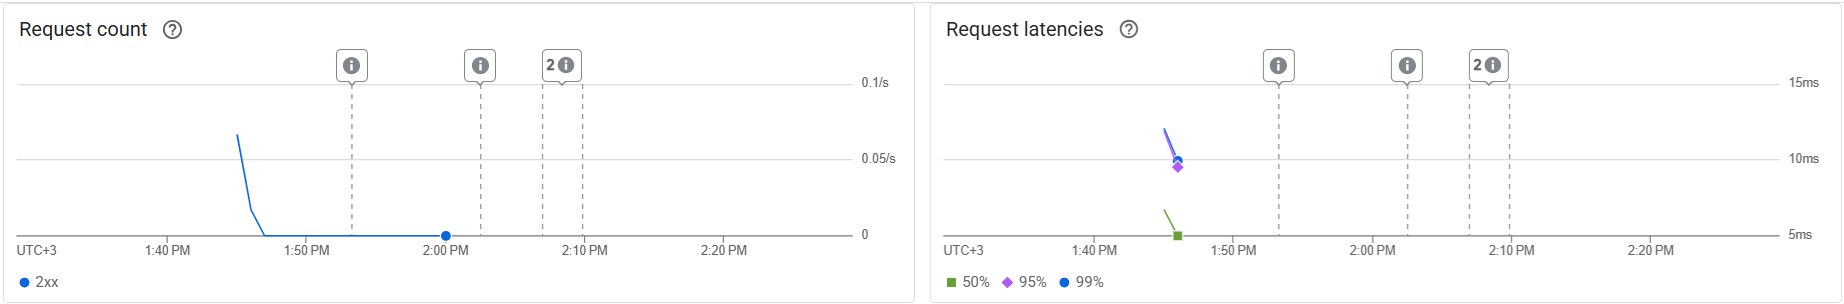 Request count
2
0.1/s
0.05/s
0
UTC+3 1:40 PM 1:50 PM 2:00 PM 2:10 PM 2:20 PM
2xx
Request latencies
2
15ms
10ms
5ms
UTC+3 1:40 PM 1:50 PM 2:00 PM 2:10 PM 2:20 PM
50% 95% 99%